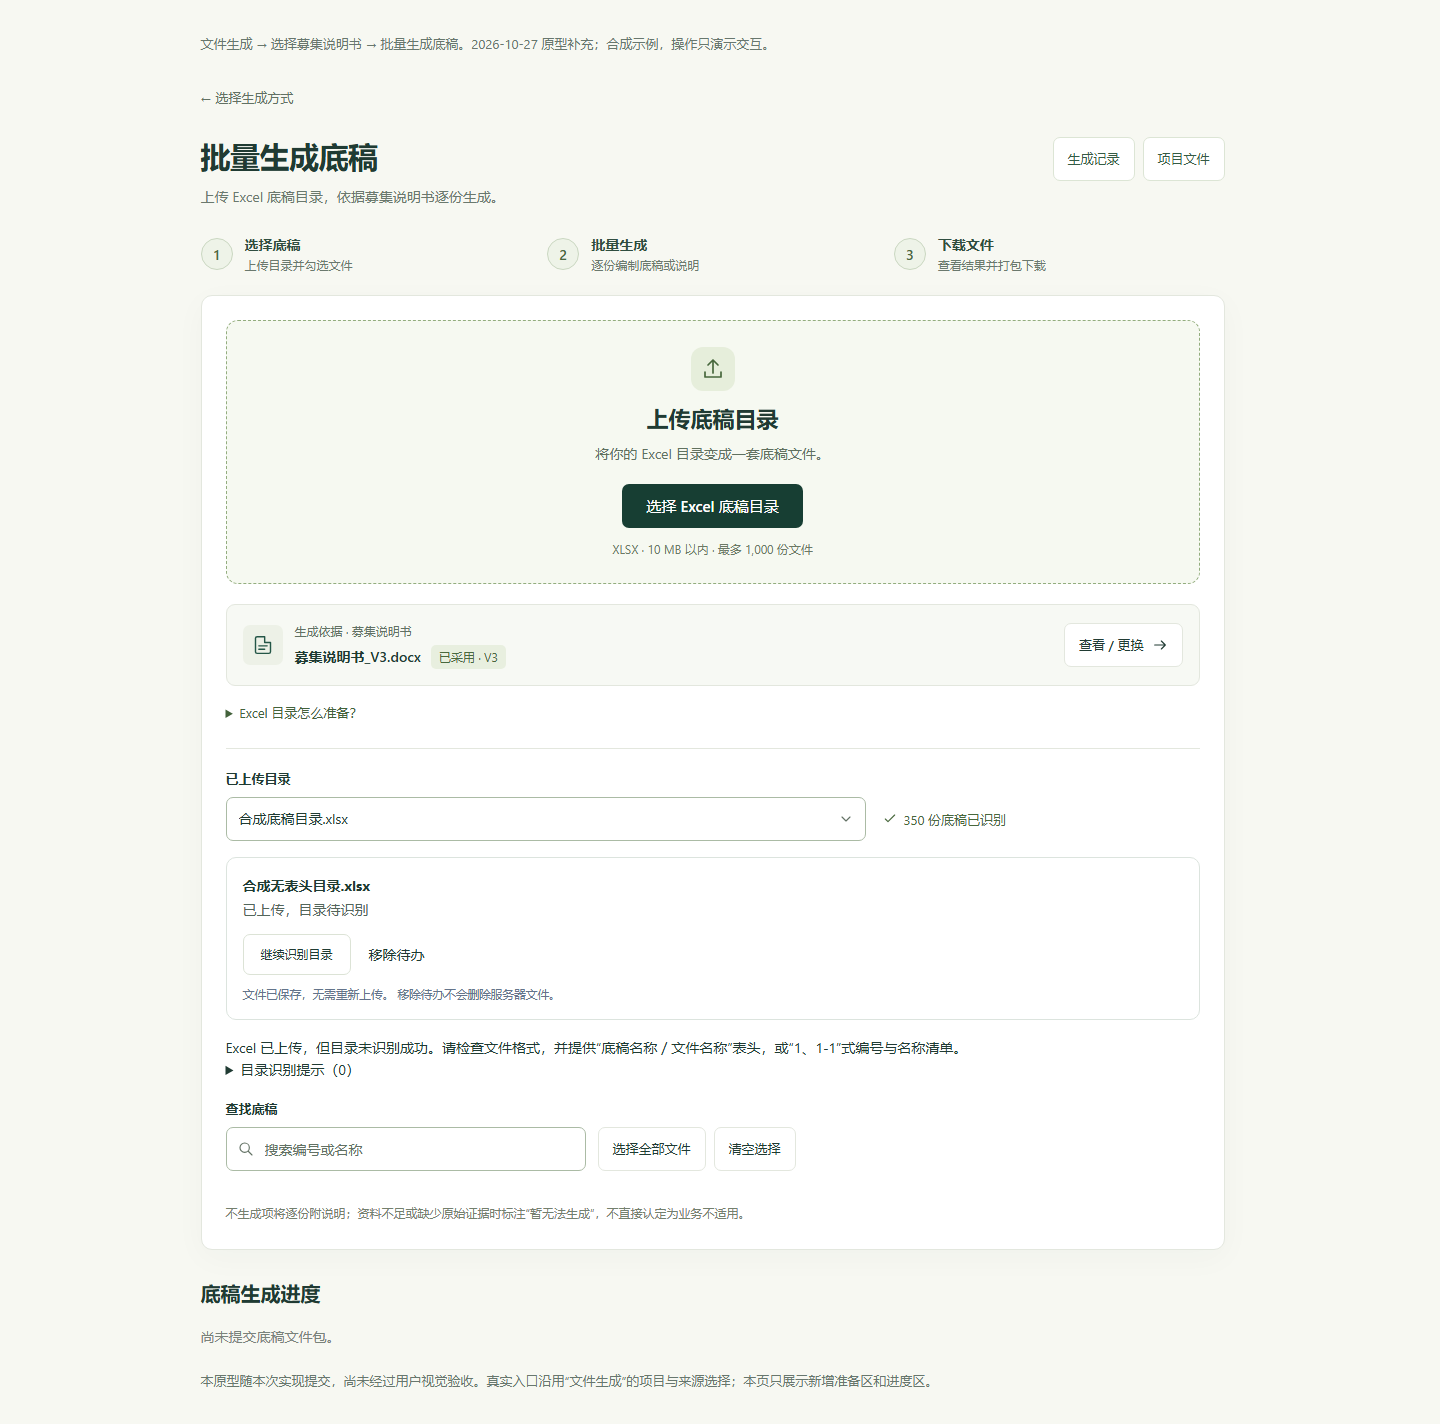 文件生成 → 选择募集说明书 → 批量生成底稿。2026-10-27 原型补充；合成示例，操作只演示交互。
← 选择生成方式
批量生成底稿
生成记录
项目文件
上传 Excel 底稿目录，依据募集说明书逐份生成。
1
选择底稿
上传目录并勾选文件
2
批量生成
逐份编制底稿或说明
3
下载文件
查看结果并打包下载
上传底稿目录
将你的 Excel 目录变成一套底稿文件。
选择 Excel 底稿目录
XLSX · 10 MB 以内 · 最多 1,000 份文件
生成依据 · 募集说明书
募集说明书_V3.docx 已采用 · V3
查看 / 更换 →
▶ Excel 目录怎么准备？
已上传目录
合成底稿目录.xlsx
350 份底稿已识别
合成无表头目录.xlsx
已上传，目录待识别
继续识别目录
移除待办
文件已保存，无需重新上传。 移除待办不会删除服务器文件。
Excel 已上传，但目录未识别成功。请检查文件格式，并提供“底稿名称 / 文件名称”表头，或“1、1-1”式编号与名称清单。
▶ 目录识别提示（0）
查找底稿
搜索编号或名称
选择全部文件
清空选择
不生成项将逐份附说明；资料不足或缺少原始证据时标注“暂无法生成”，不直接认定为业务不适用。
底稿生成进度
尚未提交底稿文件包。
本原型随本次实现提交，尚未经过用户视觉验收。真实入口沿用“文件生成”的项目与来源选择；本页只展示新增准备区和进度区。